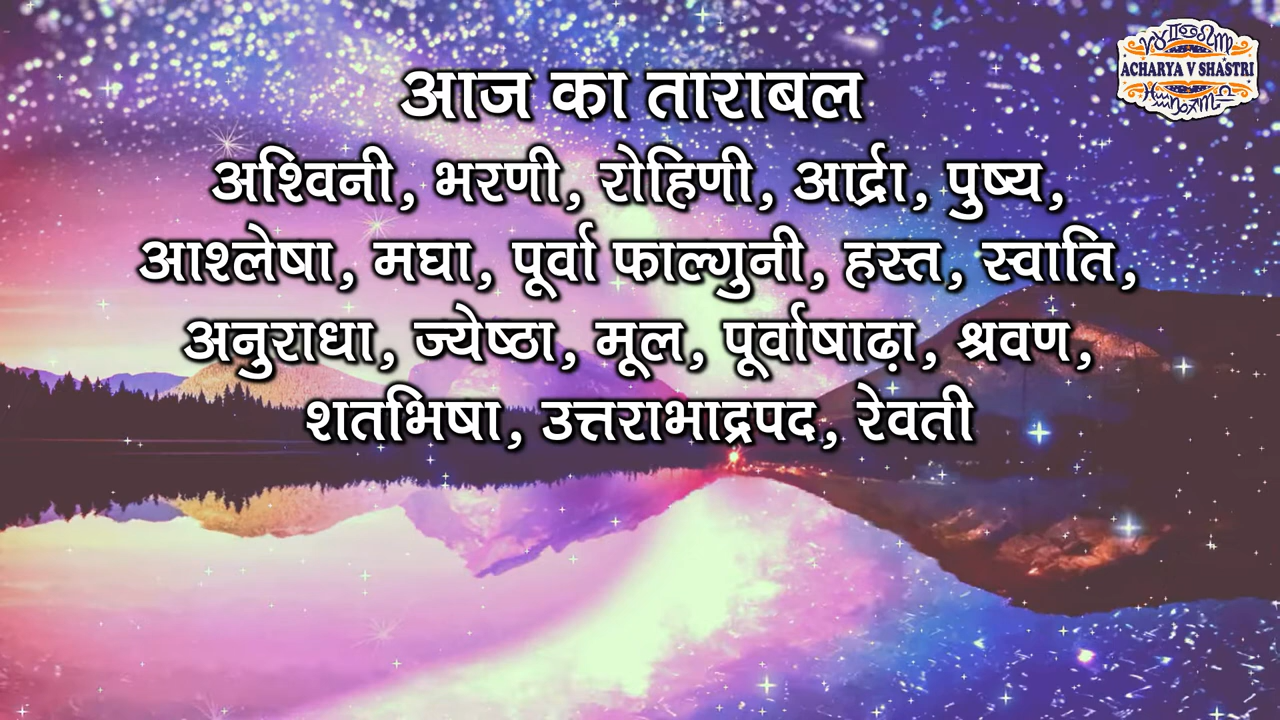 आज का ताराबल
ACHARYA V SHASTRI
अश्विनी, भरणी, रोहिणी, आर्द्रा, पुष्य,
आश्लेषा, मघा, पूर्वा फाल्गुनी, हस्त, स्वाति,
अनुराधा, ज्येष्ठा, मूल, पूर्वाषाढ़ा, श्रवण,
शतभिषा, उत्तराभाद्रपद, रेवती